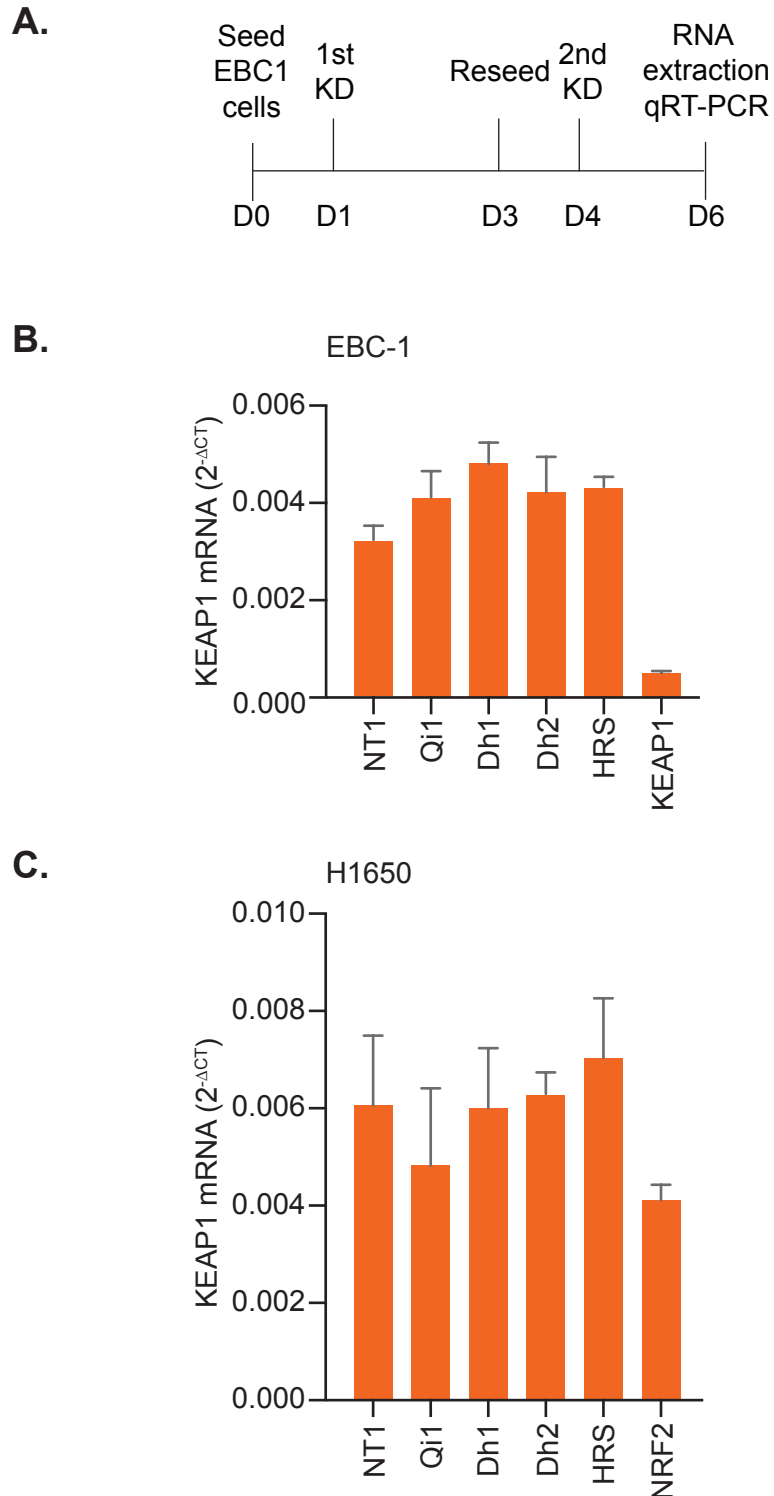 A.
Seed
EBC1
cells
1st
KD
Reseed
2nd
KD
RNA
extraction
qRT-PCR
D0
D1
D3
D4
D6
B.
EBC-1
KEAP1 mRNA (2-ΔCT)
0.006
0.004
0.002
0.000
NT1
Qi1
Dh1
Dh2
HRS
KEAP1
C.
H1650
KEAP1 mRNA (2-ΔCT)
0.010
0.008
0.006
0.004
0.002
0.000
NT1
Qi1
Dh1
Dh2
HRS
NRF2